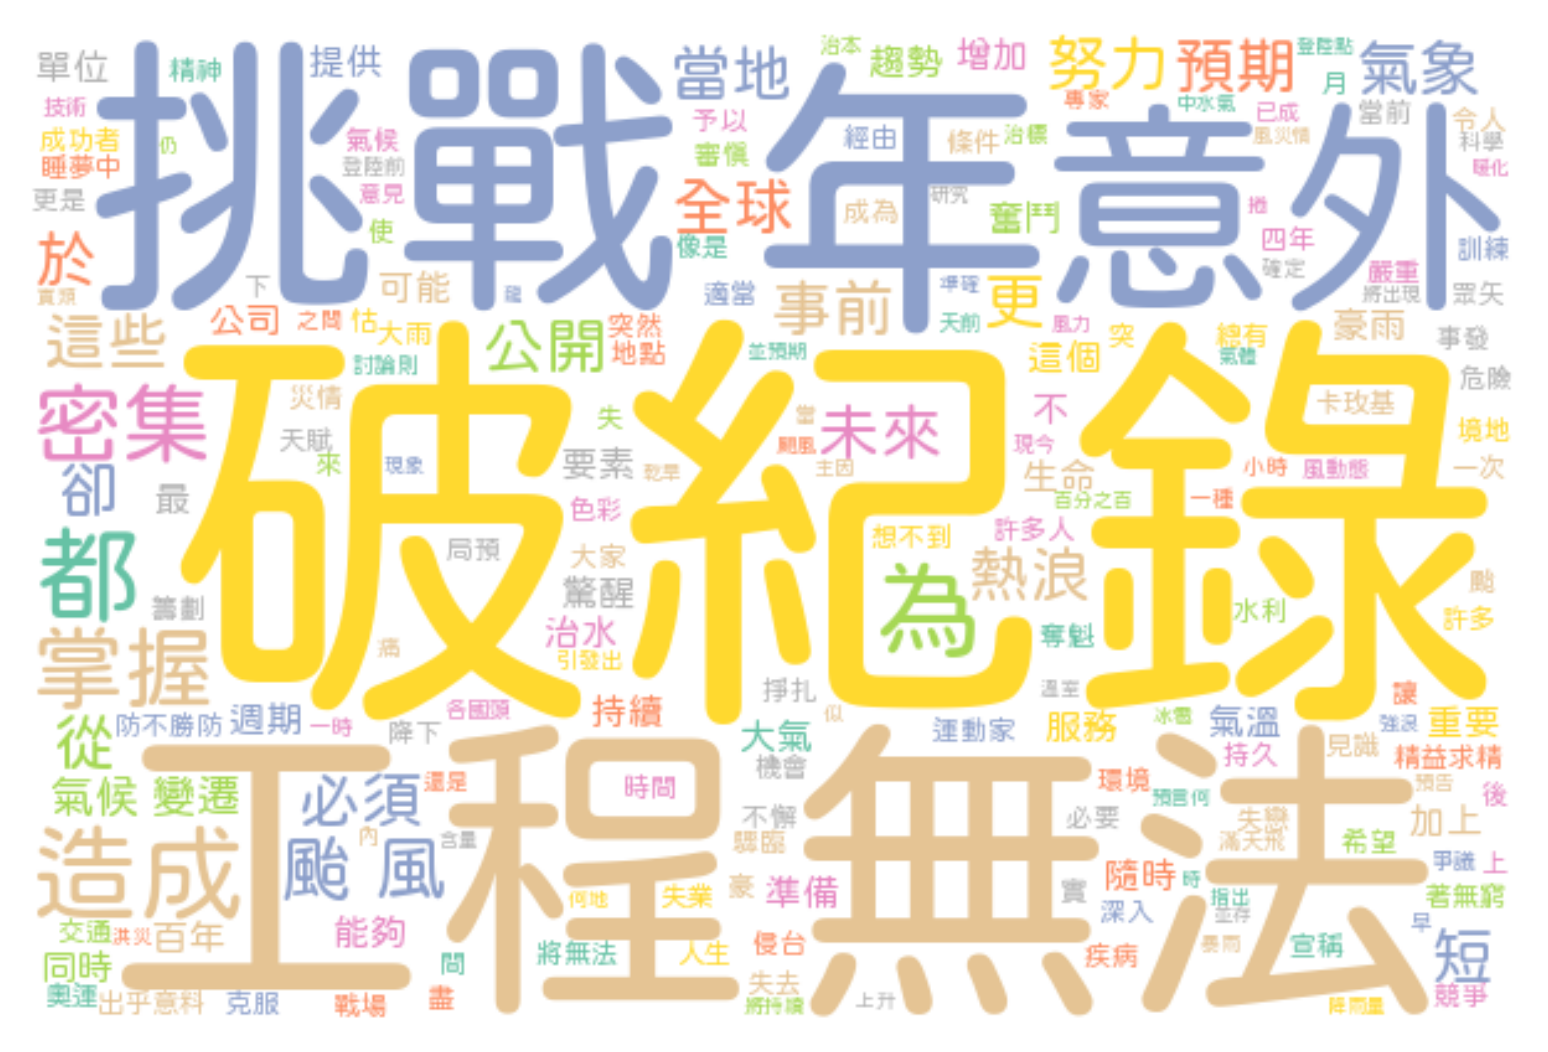 單位 精神 提供 當地 治本 趨勢 增加 努力 預期 登陸點 氣象
月
技術 挑戰 年 意外 予以 專家 中水氣 已成 當前 令人
成功者 仍 氣候 審慎 經由 條件 治標 風災情 科學
睡夢中 登陸前 暖化
更是 意見 全球 成為 研究 奮鬥 捲
於 使 像是 四年 訓練
下 可能 適當 事前 準確 更 確定 嚴重 將出現 眾矢
龍
這些 公司 之間 估 大雨 公開 突然 天前 風力 突 總有 豪雨 事發
討論則 地點 並預期 這個 氣體 危險
密集 破紀錄 災情 失 當 未來 不 卡玫基 境地
天賦 颶風 現今
卻 最 來 現象 要素 乾旱 主因 生命 小時 風動態 一次
色彩 百分之百 一種
都 局預 大家 想不到 許多人
籌劃 驚醒 為 熱浪 水利 颱 許多
掌握 痛 治水 奪魁
引發出 掙扎 溫室 讓
從 防不勝防 週期 一時 降下 各國頭 持續 似 大氣 運動家 服務 冰雹 氣溫 強浪 重要
工程 無法 機會 持久 見識 精益求精
氣候 變遷 必須 還是 時間 環境 預言何 預告 後
造成 不懈 必要 加上
颱 風 內 含量 驟臨 滿天飛 希望 爭議 上
何地 失業 豪 準備 實 隨時 時 指出 著無窮
交通 洪災 百年 能夠 深入 並存 早
同時 間 將無法 人生 侵台 疾病 暴雨 宣稱 短
奧運 出乎意料 克服 戰場 盡 失去 將持續 上升 降雨量 競爭